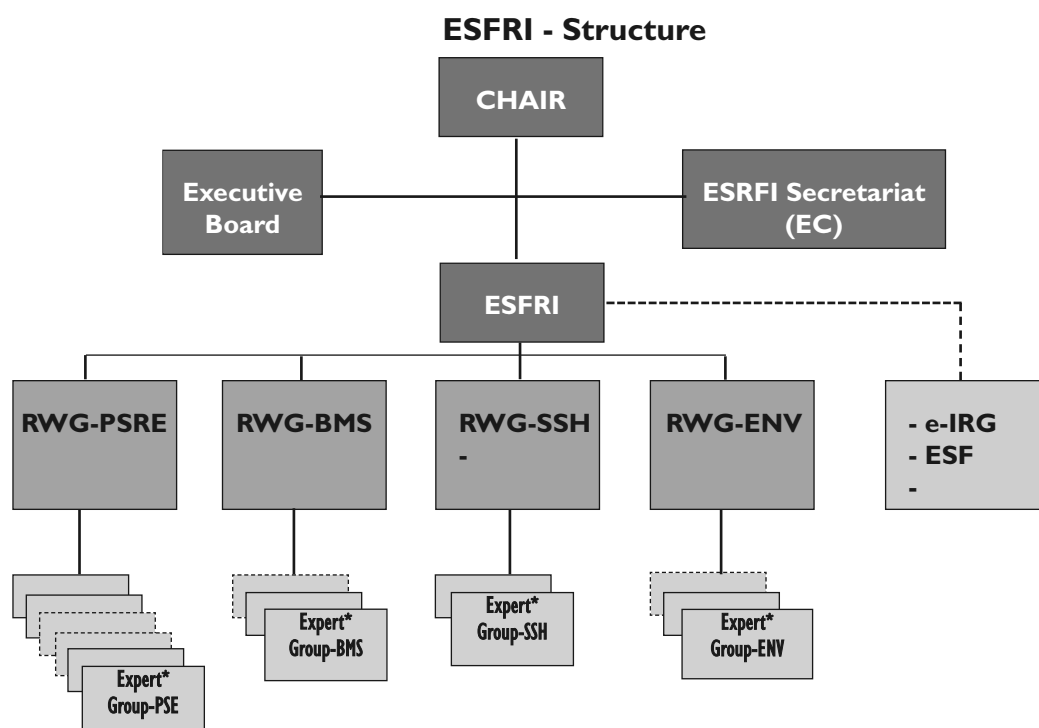 ESFRI - Structure
CHAIR
Executive
Board
ESRFI Secretariat
(EC)
ESFRI
RWG-PSRE
RWG-BMS
RWG-SSH
-
RWG-ENV
- e-IRG
- ESF
-
Expert*
Group-PSE
Expert*
Group-BMS
Expert*
Group-SSH
Expert*
Group-ENV